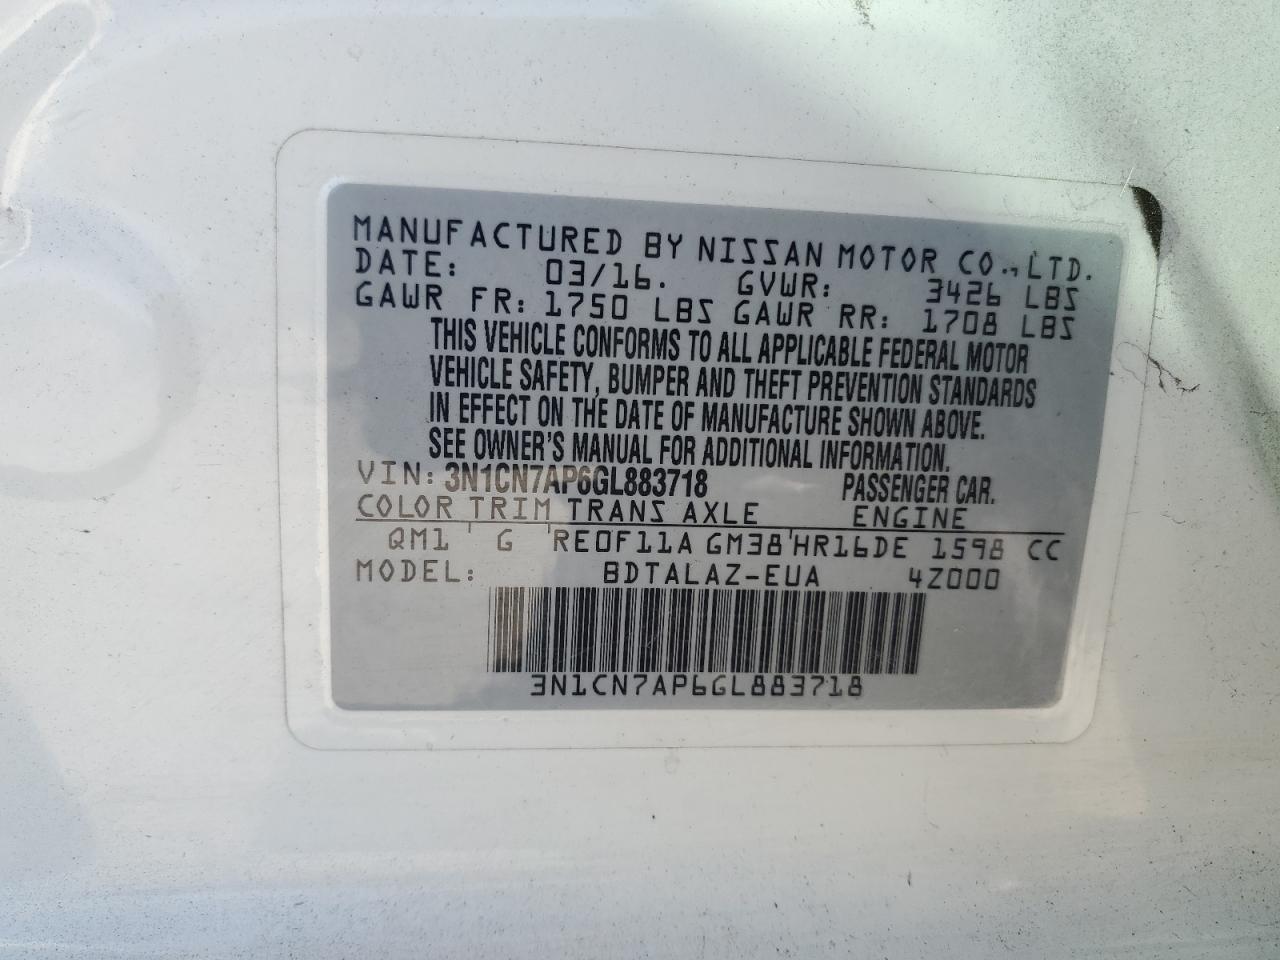 MANUFACTURED BY NISSAN MOTOR CO.,LTD.
DATE: 03/16. GVWR: 3426 LBS
GAWR FR: 1750 LBS GAWR RR: 1708 LBS
THIS VEHICLE CONFORMS TO ALL APPLICABLE FEDERAL MOTOR
VEHICLE SAFETY, BUMPER AND THEFT PREVENTION STANDARDS
IN EFFECT ON THE DATE OF MANUFACTURE SHOWN ABOVE.
SEE OWNER'S MANUAL FOR ADDITIONAL INFORMATION.
VIN: 3N1CN7AP6GL883718 PASSENGER CAR.
COLOR TRIM TRANS AXLE ENGINE
QM1 G RE0F11A GM38 HR16DE 1598 CC
MODEL: BDTALAZ-EUA 4Z000
3N1CN7AP6GL883718